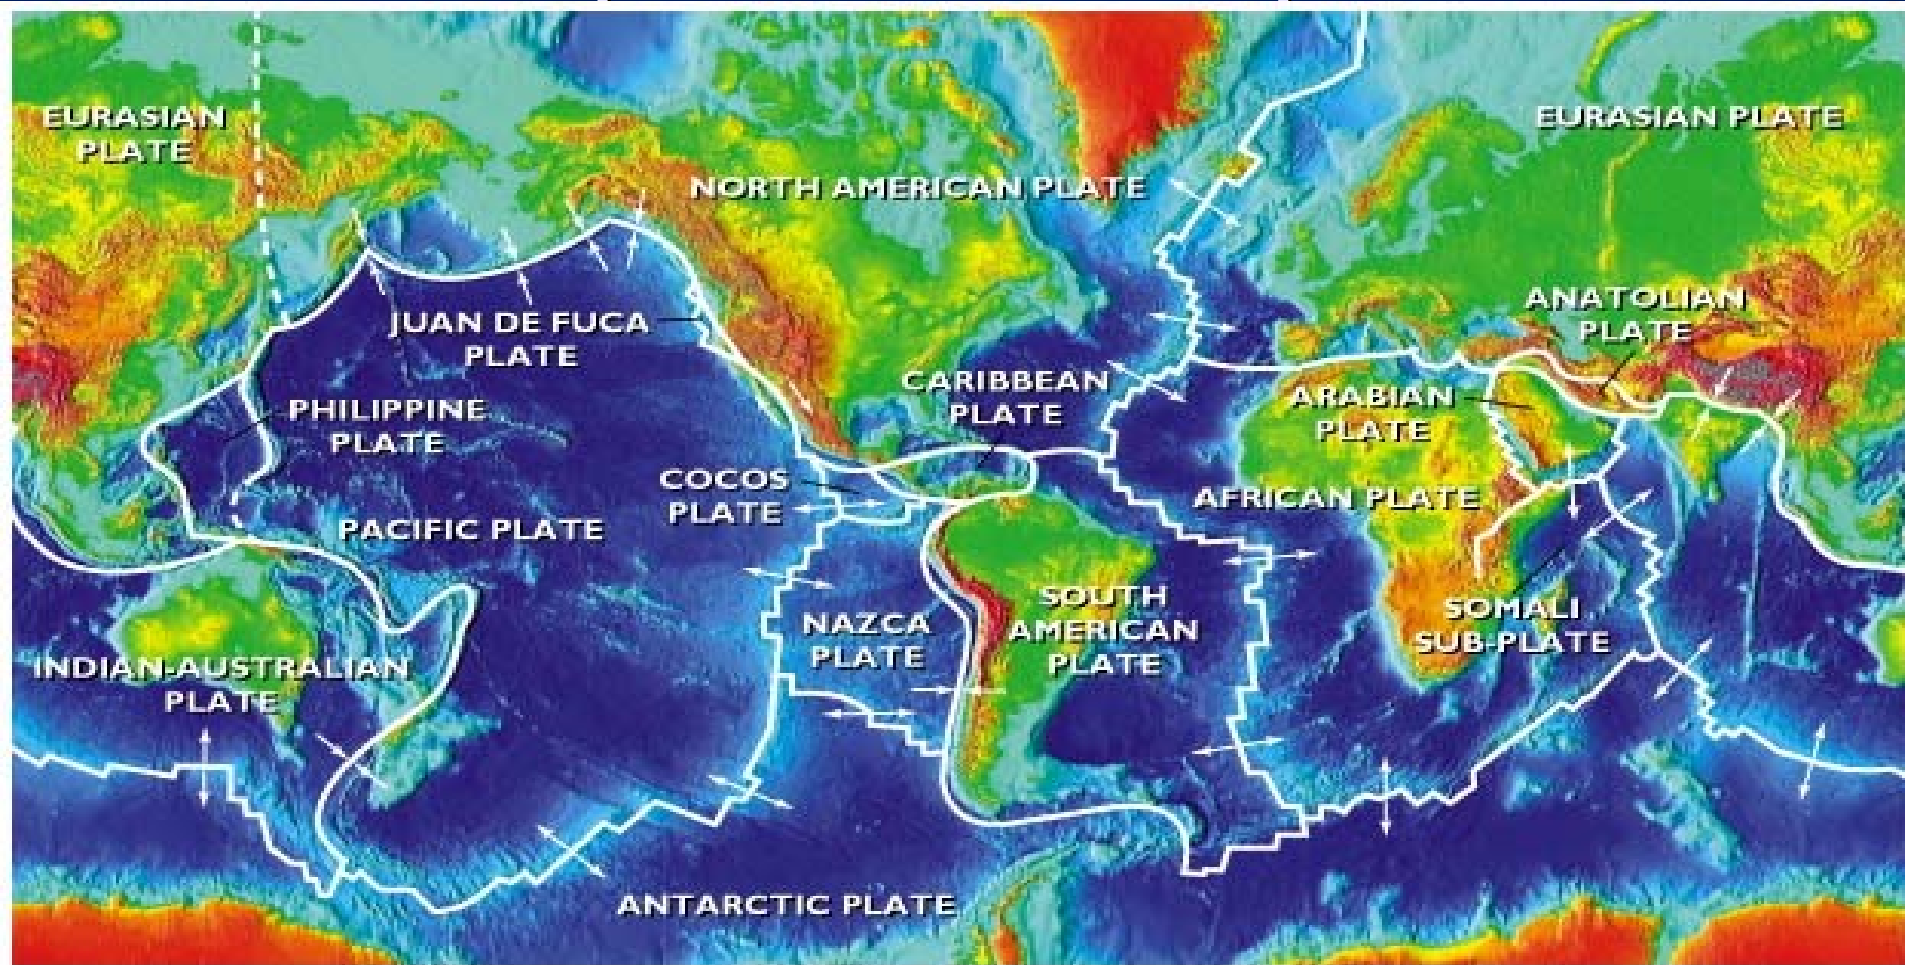 EURASIAN
PLATE
EURASIAN PLATE
NORTH AMERICAN PLATE
ANATOLIAN
PLATE
JUAN DE FUCA
PLATE
CARIBBEAN
PLATE
ARABIAN
PLATE
PHILIPPINE
PLATE
COCOS
PLATE
AFRICAN PLATE
PACIFIC PLATE
NAZCA
PLATE
SOUTH
AMERICAN
PLATE
SOMALI
SUB-PLATE
INDIAN-AUSTRALIAN
PLATE
ANTARCTIC PLATE